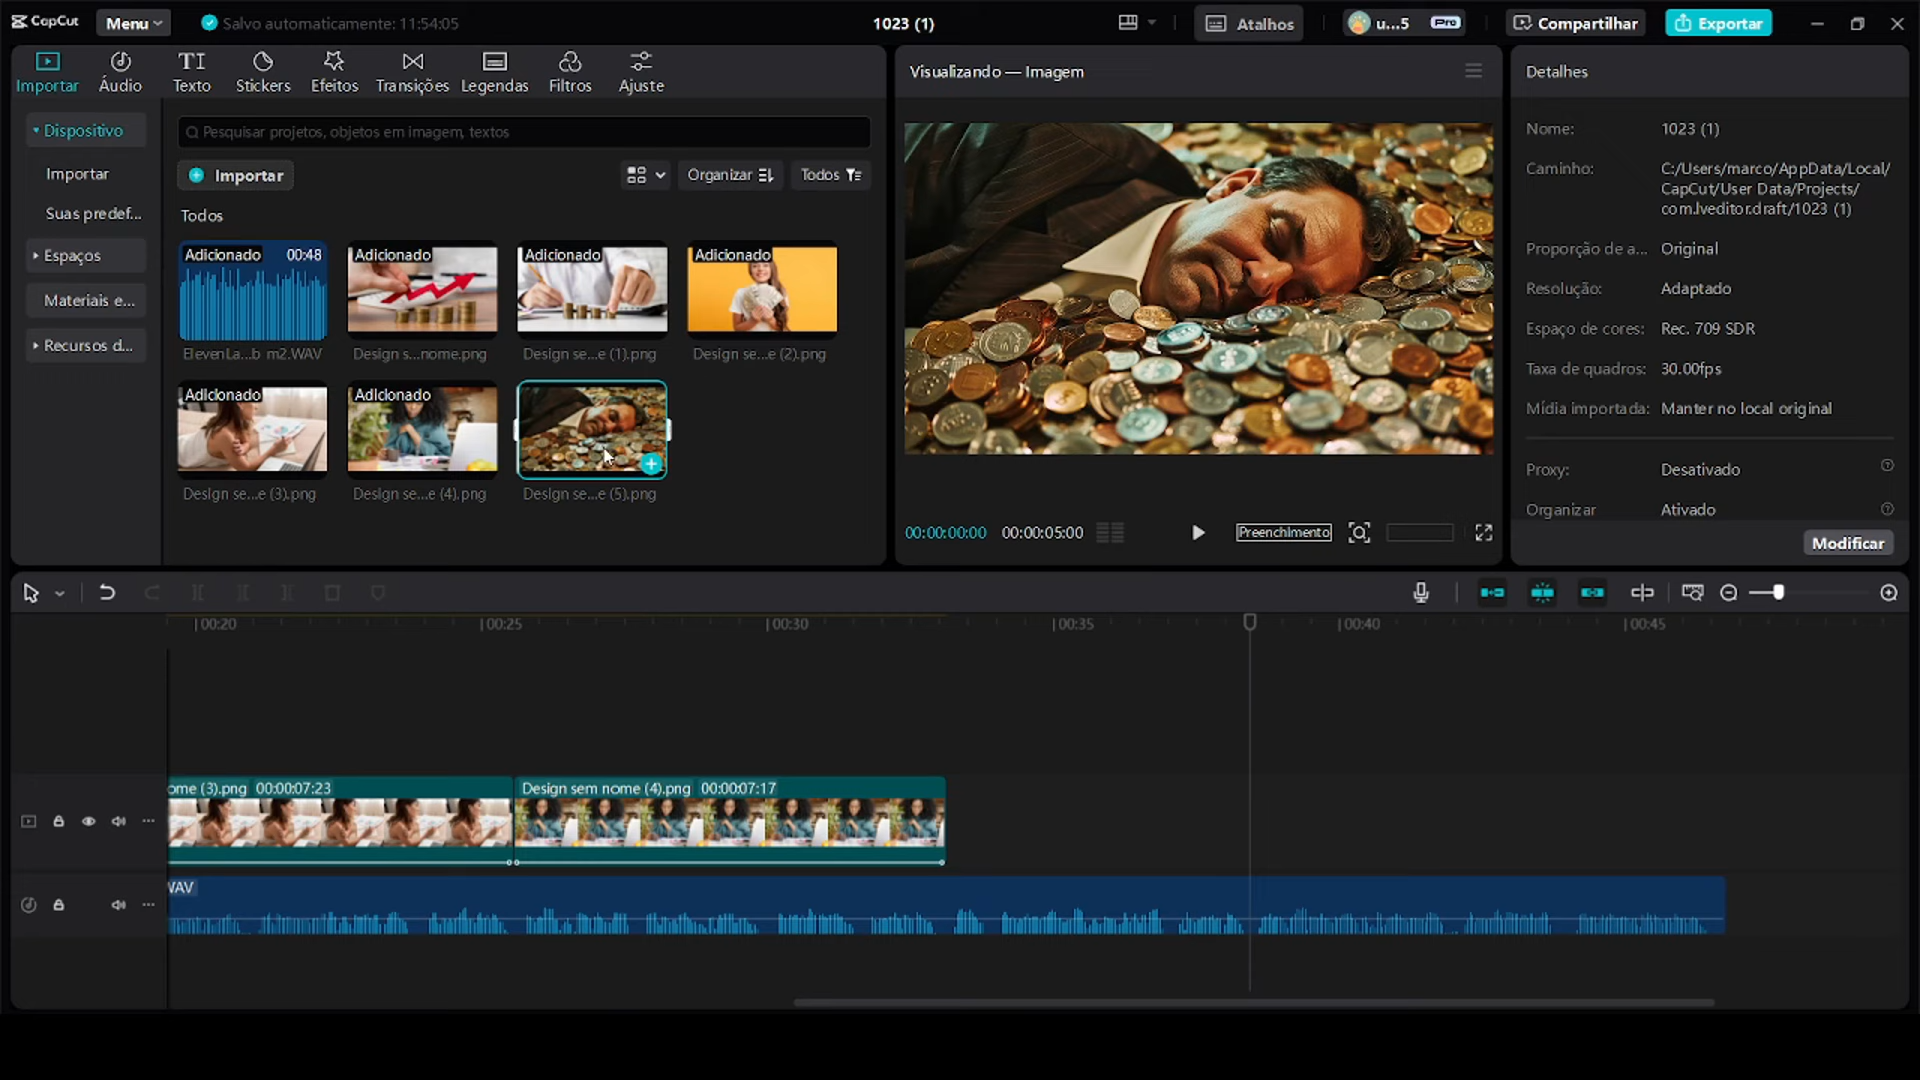 CapCut
Menu
Salvo automaticamente: 11:54:05
1023 (1)
Atalhos
u...5
Pro
Compartilhar
Exportar
Importar
Áudio
Texto
Stickers
Efeitos
Transições
Legendas
Filtros
Ajuste
Visualizando — Imagem
Detalhes
Dispositivo
Importar
Suas predef...
Espaços
Materiais e...
Recursos d...
Pesquisar projetos, objetos em imagem, textos
Importar
Organizar
Todos
Todos
Adicionado 00:48
ElevenLa...b m2.WAV
Adicionado
Design s...nome.png
Adicionado
Design se...e (1).png
Adicionado
Design se...e (2).png
Adicionado
Design se...e (3).png
Adicionado
Design se...e (4).png
Design se...e (5).png
00:00:00:00 00:00:05:00
Preenchimento
Nome: 1023 (1)
Caminho: C:/Users/marco/AppData/Local/
CapCut/User Data/Projects/
com.lveditor.draft/1023 (1)
Proporção de a... Original
Resolução: Adaptado
Espaço de cores: Rec. 709 SDR
Taxa de quadros: 30.00fps
Mídia importada: Manter no local original
Proxy: Desativado
Organizar Ativado
Modificar
00:20
00:25
00:30
00:35
00:40
00:45
ome (3).png 00:00:07:23
Design sem nome (4).png 00:00:07:17
WAV